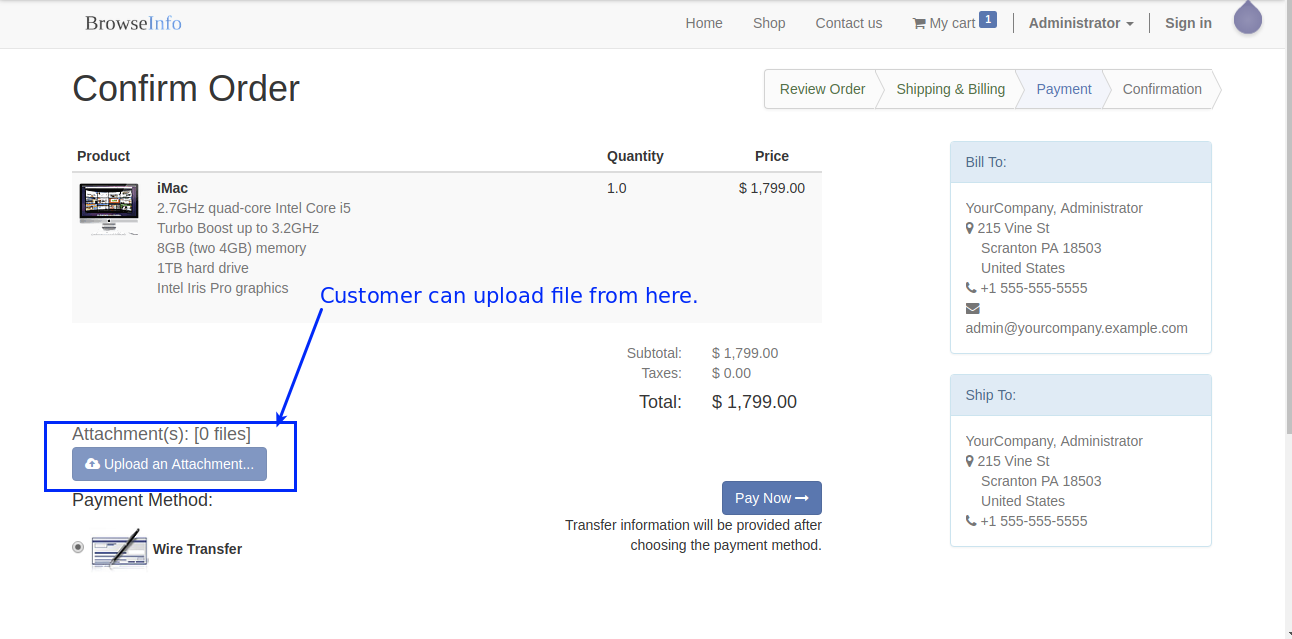 BrowseInfo
Home Shop Contact us My cart 1 Administrator Sign in
Confirm Order
Review Order Shipping & Billing Payment Confirmation
Product Quantity Price
iMac 1.0 $ 1,799.00
2.7GHz quad-core Intel Core i5
Turbo Boost up to 3.2GHz
8GB (two 4GB) memory
1TB hard drive
Intel Iris Pro graphics
Customer can upload file from here.
Subtotal: $ 1,799.00
Taxes: $ 0.00
Total: $ 1,799.00
Attachment(s): [0 files]
Upload an Attachment...
Payment Method:
Wire Transfer
Pay Now
Transfer information will be provided after
choosing the payment method.
Bill To:
YourCompany, Administrator
215 Vine St
Scranton PA 18503
United States
+1 555-555-5555
admin@yourcompany.example.com
Ship To:
YourCompany, Administrator
215 Vine St
Scranton PA 18503
United States
+1 555-555-5555